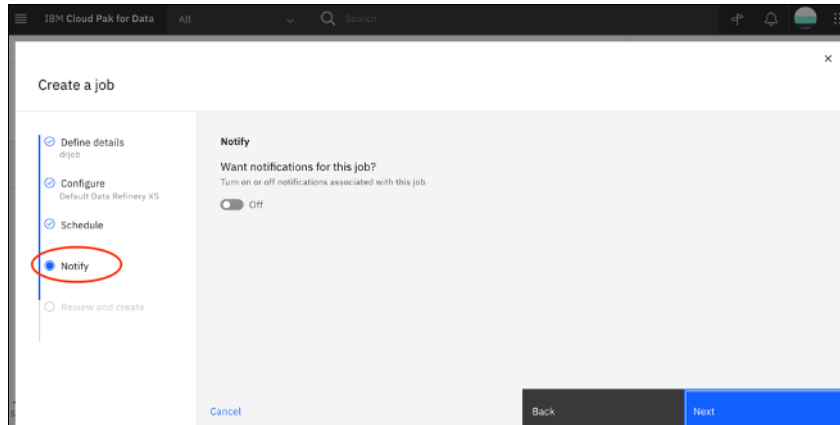 IBM Cloud Pak for Data All Search
Create a job
Define details
drjob
Configure
Default Data Refinery XS
Schedule
Notify
Review and create
Notify
Want notifications for this job?
Turn on or off notifications associated with this job
Off
Cancel Back Next